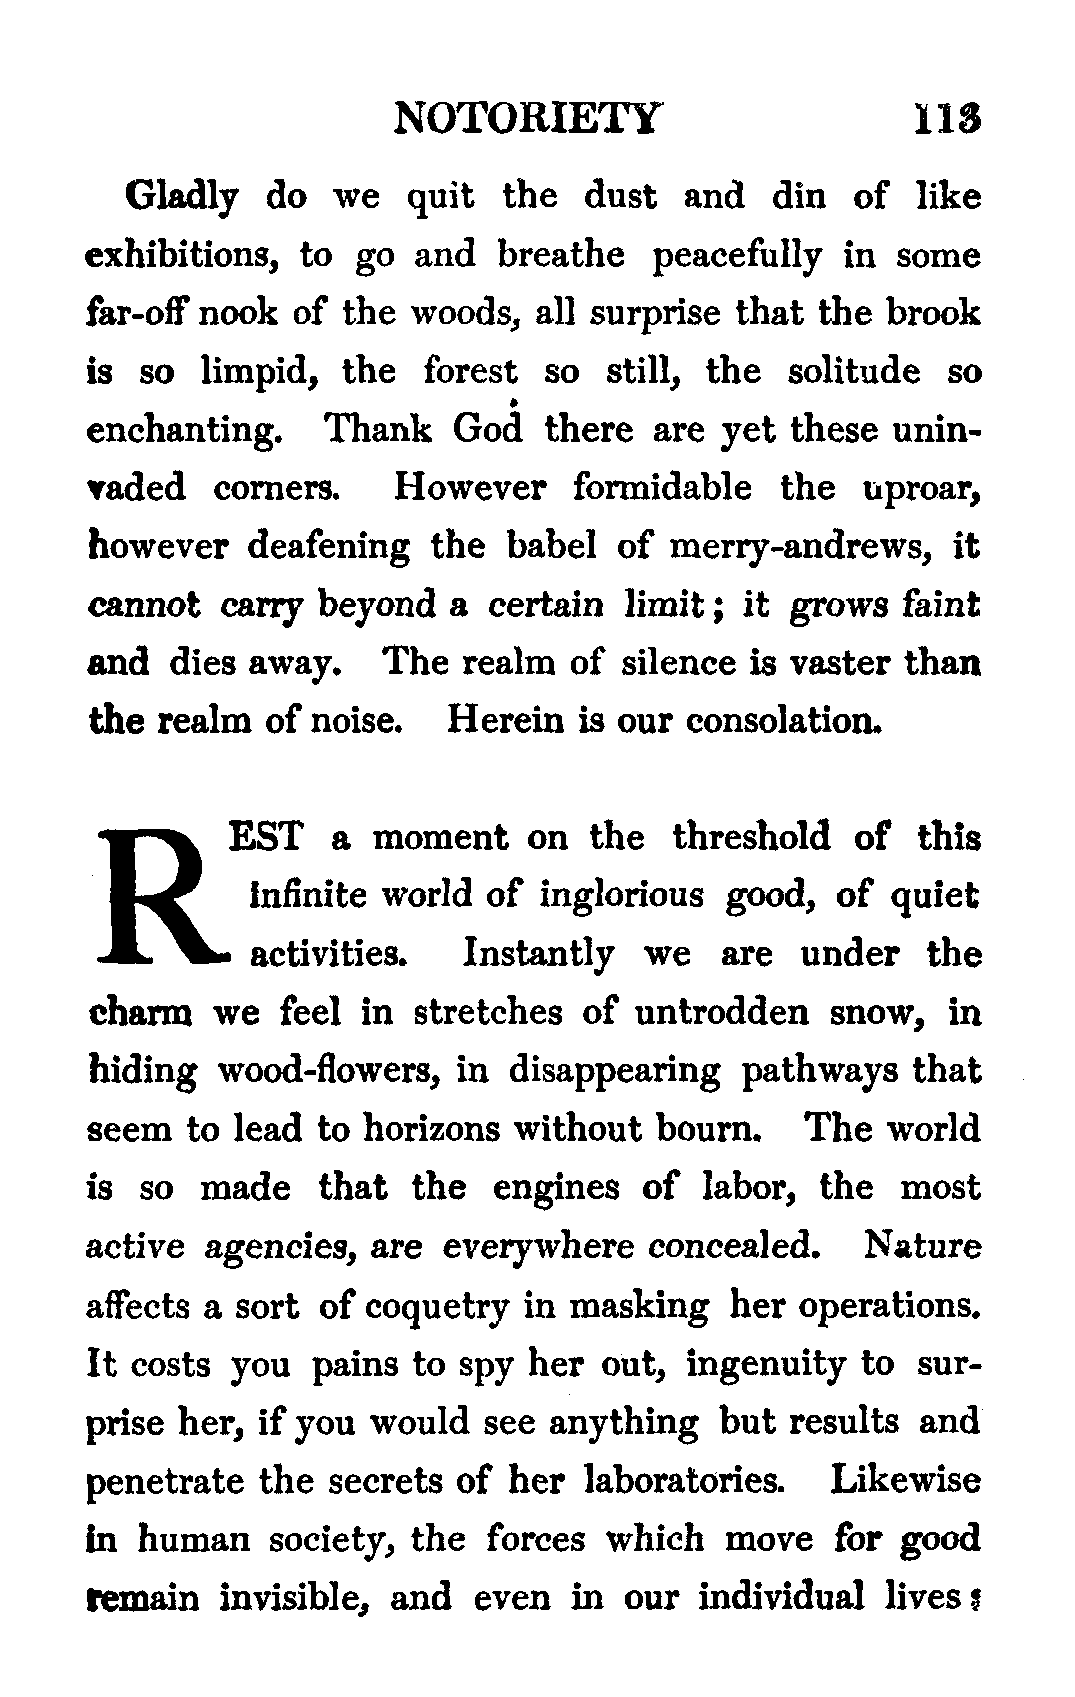 NOTORIETY 113
Gladly do we quit the dust and din of like
exhibitions, to go and breathe peacefully in some
far-off nook of the woods, all surprise that the brook
is so limpid, the forest so still, the solitude so
enchanting. Thank God there are yet these unin-
vaded corners. However formidable the uproar,
however deafening the babel of merry-andrews, it
cannot carry beyond a certain limit; it grows faint
and dies away. The realm of silence is vaster than
the realm of noise. Herein is our consolation.
REST a moment on the threshold of this
infinite world of inglorious good, of quiet
activities. Instantly we are under the
charm we feel in stretches of untrodden snow, in
hiding wood-flowers, in disappearing pathways that
seem to lead to horizons without bourn. The world
is so made that the engines of labor, the most
active agencies, are everywhere concealed. Nature
affects a sort of coquetry in masking her operations.
It costs you pains to spy her out, ingenuity to sur-
prise her, if you would see anything but results and
penetrate the secrets of her laboratories. Likewise
in human society, the forces which move for good
remain invisible, and even in our individual lives;